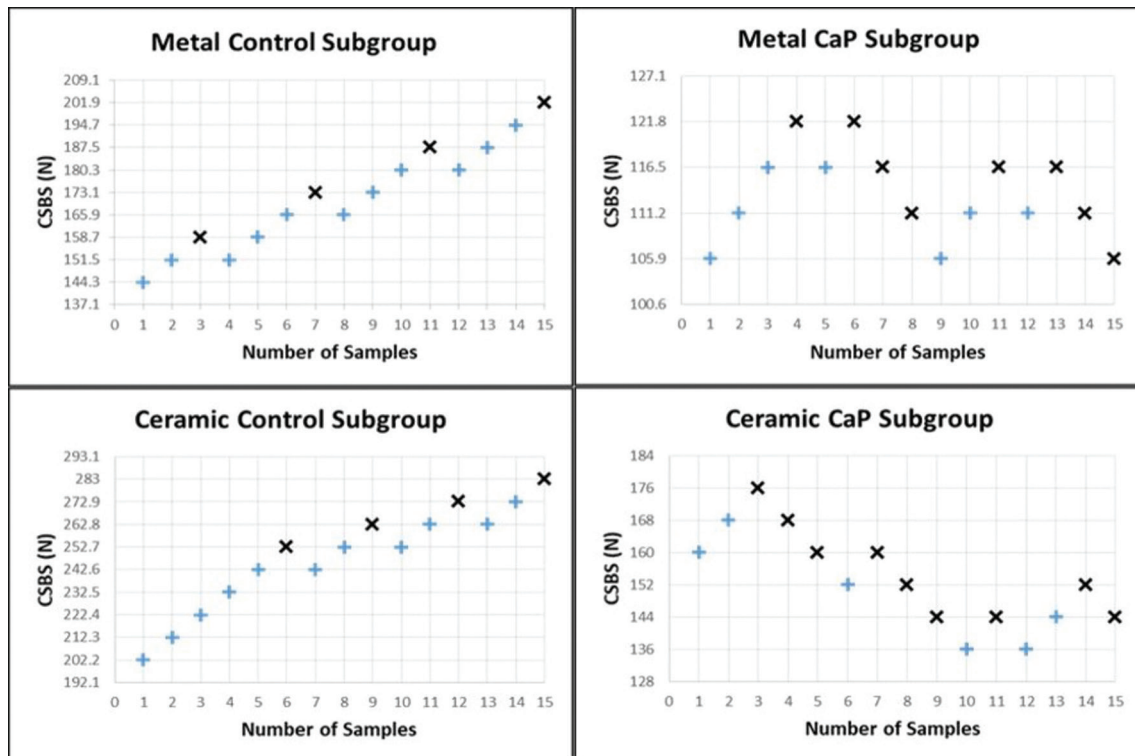 Metal Control Subgroup
CSBS (N)
209.1
201.9
194.7
187.5
180.3
173.1
165.9
158.7
151.5
144.3
137.1
0 1 2 3 4 5 6 7 8 9 10 11 12 13 14 15
Number of Samples
Metal CaP Subgroup
CSBS (N)
127.1
121.8
116.5
111.2
105.9
100.6
0 1 2 3 4 5 6 7 8 9 10 11 12 13 14 15
Number of Samples
Ceramic Control Subgroup
CSBS (N)
293.1
283
272.9
262.8
252.7
242.6
232.5
222.4
212.3
202.2
192.1
0 1 2 3 4 5 6 7 8 9 10 11 12 13 14 15
Number of Samples
Ceramic CaP Subgroup
CSBS (N)
184
176
168
160
152
144
136
128
0 1 2 3 4 5 6 7 8 9 10 11 12 13 14 15
Number of Samples